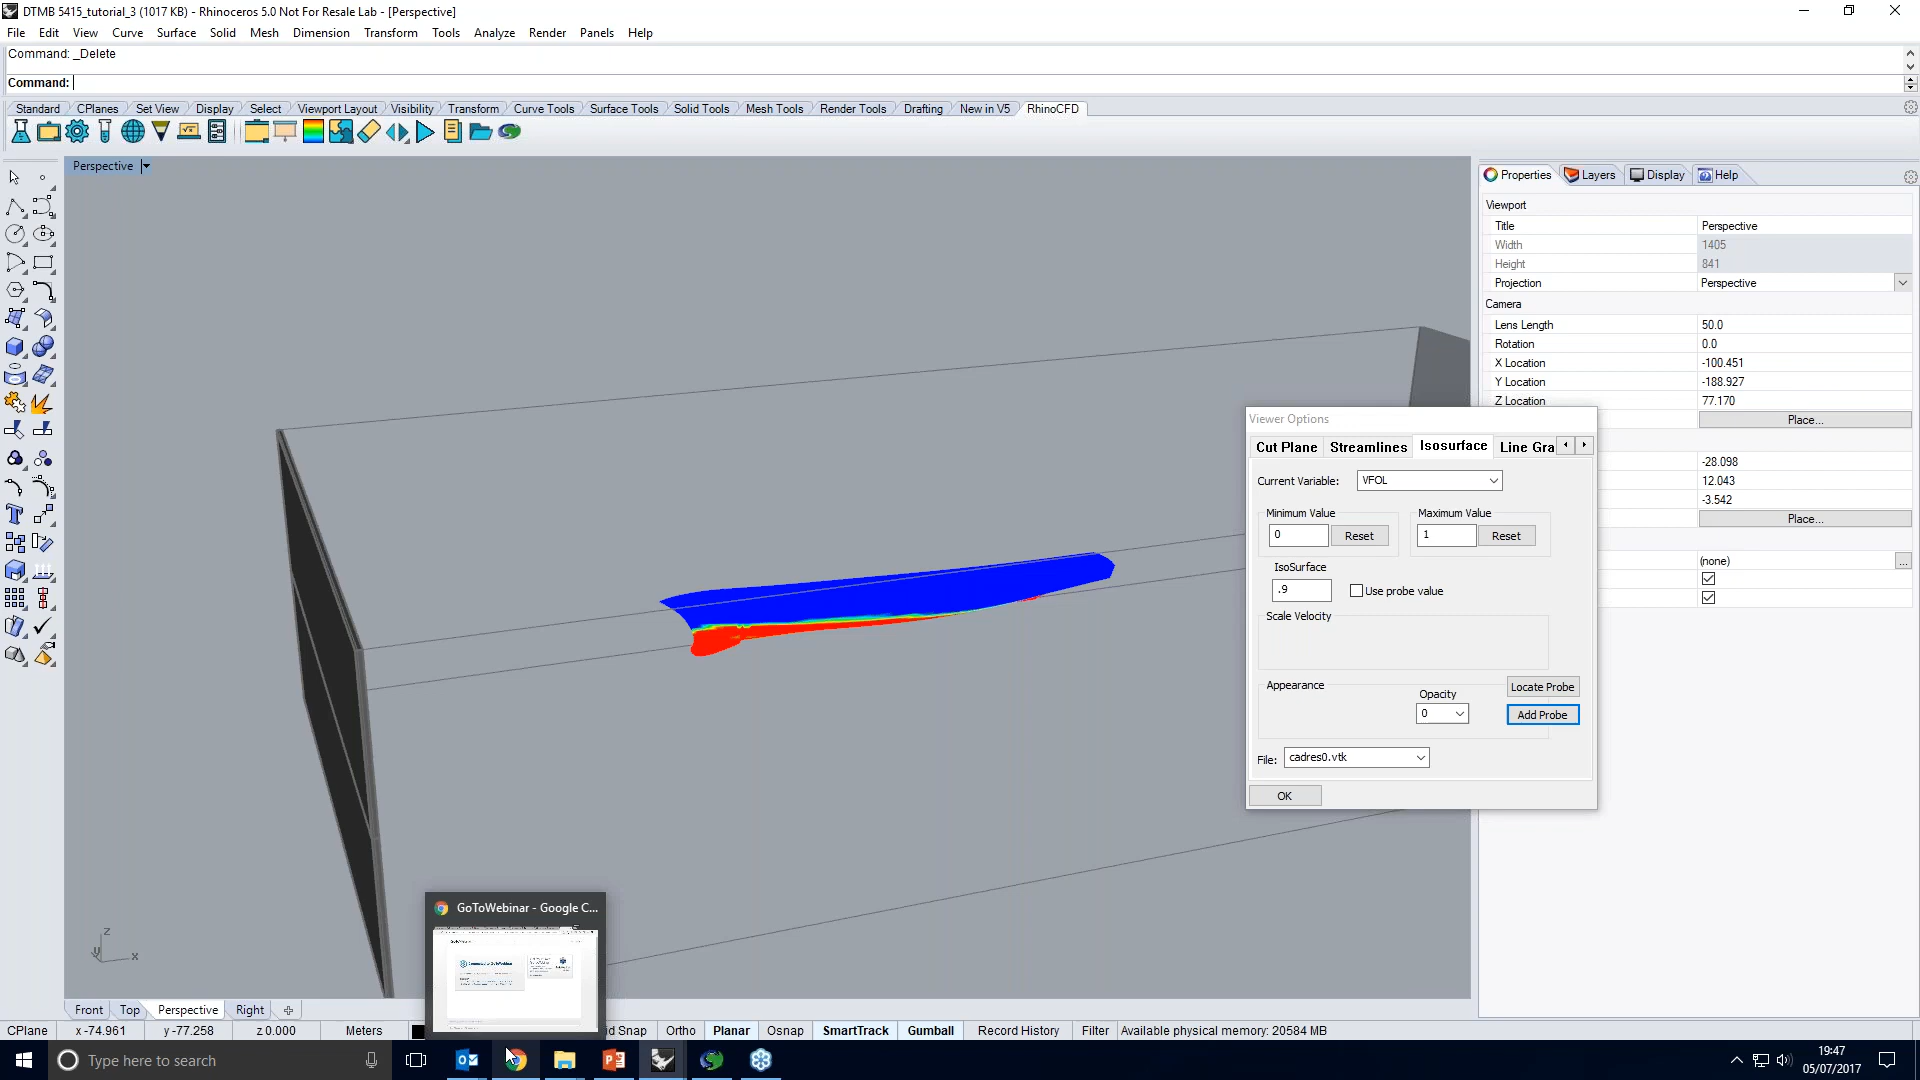 DTMB 5415_tutorial_3 (1017 KB) - Rhinoceros 5.0 Not For Resale Lab - [Perspective]
File Edit View Curve Surface Solid Mesh Dimension Transform Tools Analyze Render Panels Help
Command: _Delete
Command:
Standard CPlanes Set View Display Select Viewport Layout Visibility Transform Curve Tools Surface Tools Solid Tools Mesh Tools Render Tools Drafting New in V5 RhinoCFD
Perspective
Properties Layers Display Help
Viewport
Title Perspective
Width 1405
Height 841
Projection Perspective
Camera
Lens Length 50.0
Rotation 0.0
X Location -100.451
Y Location -188.927
Z Location 77.170
Place...
-28.098
12.043
-3.542
Place...
(none)
...
Viewer Options
Cut Plane Streamlines Isosurface Line Gra
Current Variable: VFOL
Minimum Value Maximum Value
0 Reset 1 Reset
IsoSurface
.9 Use probe value
Scale Velocity
Appearance
Opacity
0
Locate Probe
Add Probe
File: cadres0.vtk
OK
z
y x
GoToWebinar - Google C...
Front Top Perspective Right
CPlane x -74.961 y -77.258 z 0.000 Meters id Snap Ortho Planar Osnap SmartTrack Gumball Record History Filter Available physical memory: 20584 MB
Type here to search
19:47
05/07/2017